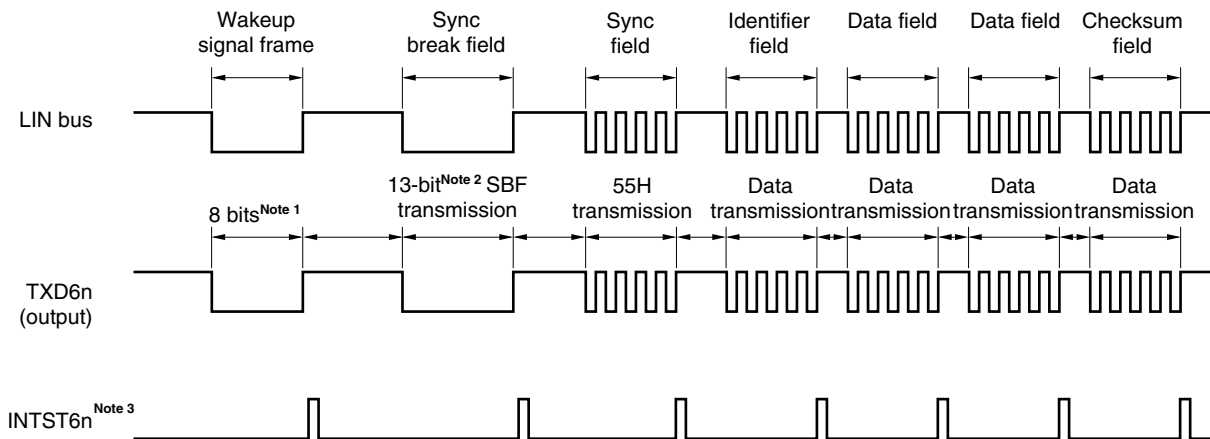 Wakeup
signal frame
Sync
break field
Sync
field
Identifier
field
Data field
Data field
Checksum
field
LIN bus
8 bitsNote 1
13-bitNote 2 SBF
transmission
55H
transmission
Data
transmission
Data
transmission
Data
transmission
Data
transmission
TXD6n
(output)
INTST6nNote 3